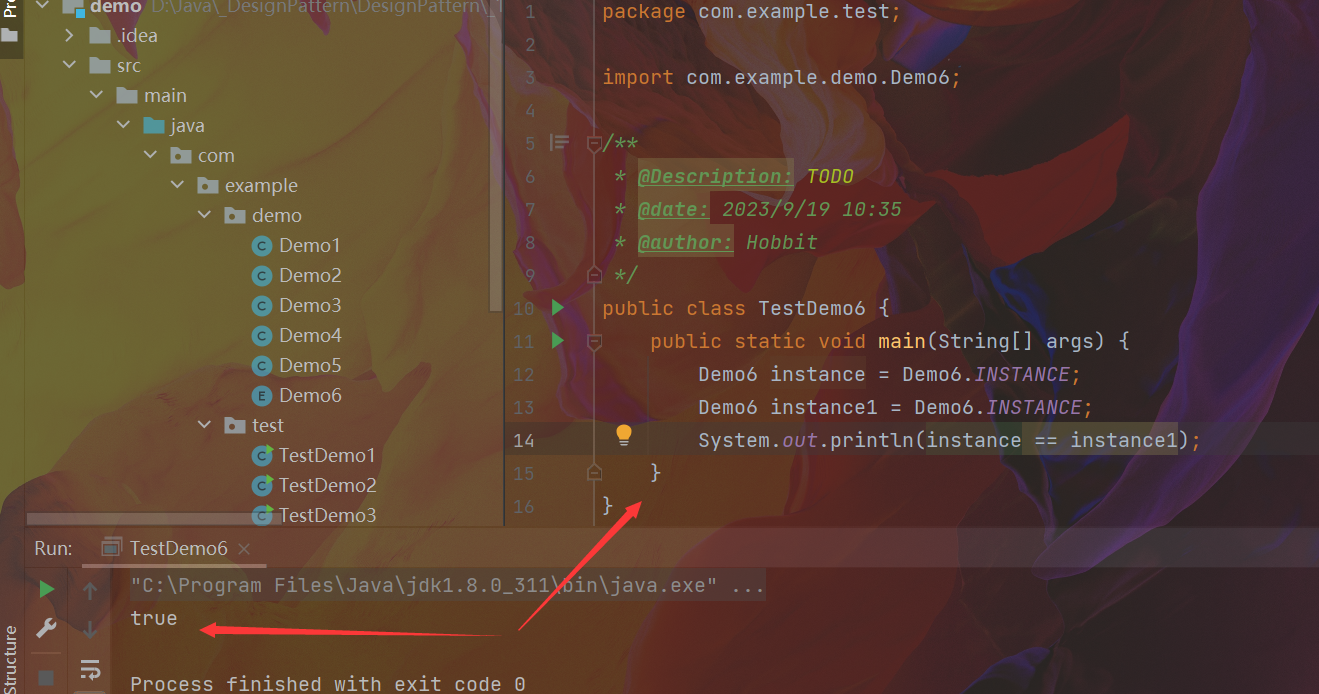 demo D:\Java\_DesignPattern\DesignPattern\_1
.idea
src
main
java
com
example
demo
C Demo1
C Demo2
C Demo3
C Demo4
C Demo5
E Demo6
test
C TestDemo1
C TestDemo2
C TestDemo3
1 package com.example.test;
2
3 import com.example.demo.Demo6;
4
5 /**
6 * @Description: TODO
7 * @date: 2023/9/19 10:35
8 * @author: Hobbit
9 */
10 public class TestDemo6 {
11 public static void main(String[] args) {
12 Demo6 instance = Demo6.INSTANCE;
13 Demo6 instance1 = Demo6.INSTANCE;
14 System.out.println(instance == instance1);
15 }
16 }
Run: TestDemo6
"C:\Program Files\Java\jdk1.8.0_311\bin\java.exe" ...
true
Process finished with exit code 0
Structure